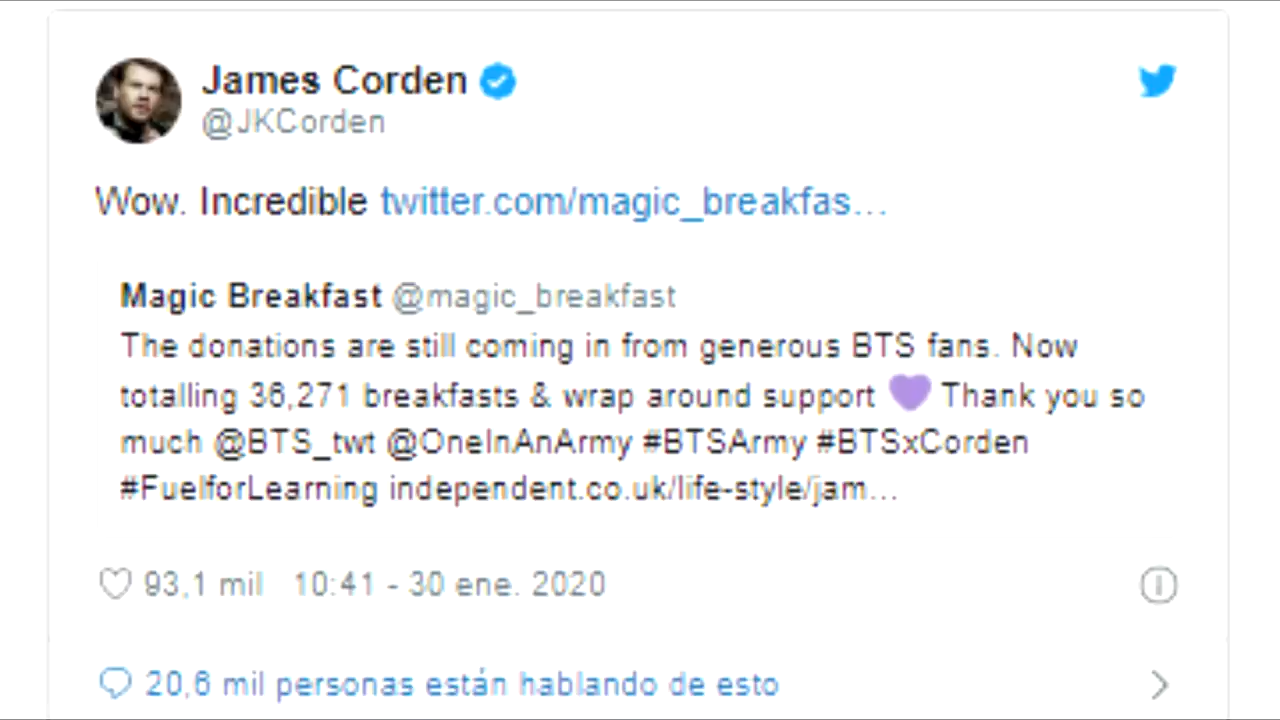 James Corden
@JKCorden
Wow. Incredible twitter.com/magic_breakfas…
Magic Breakfast @magic_breakfast
The donations are still coming in from generous BTS fans. Now
totalling 36,271 breakfasts & wrap around support 💜 Thank you so
much @BTS_twt @OneInAnArmy #BTSArmy #BTSxCorden
#FuelforLearning independent.co.uk/life-style/jam…
93,1 mil 10:41 - 30 ene. 2020
20,6 mil personas están hablando de esto